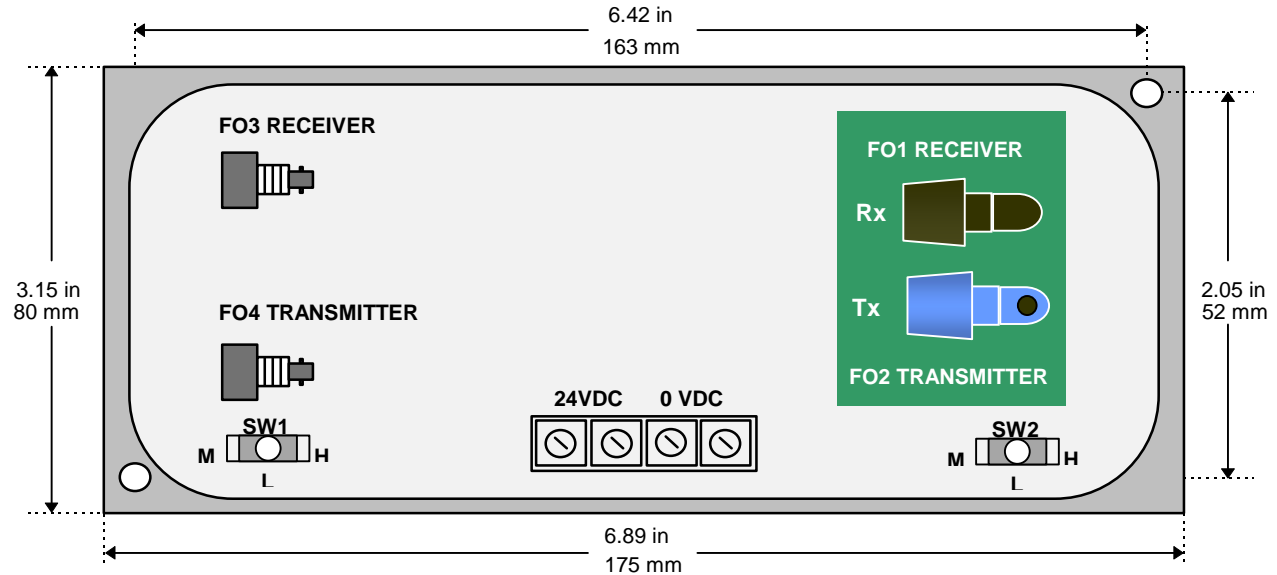 6.42 in
163 mm
FO3 RECEIVER
FO1 RECEIVER
Rx
3.15 in
80 mm
2.05 in
52 mm
FO4 TRANSMITTER
Tx
FO2 TRANSMITTER
24VDC 0 VDC
SW1
M H
L
SW2
M H
L
6.89 in
175 mm